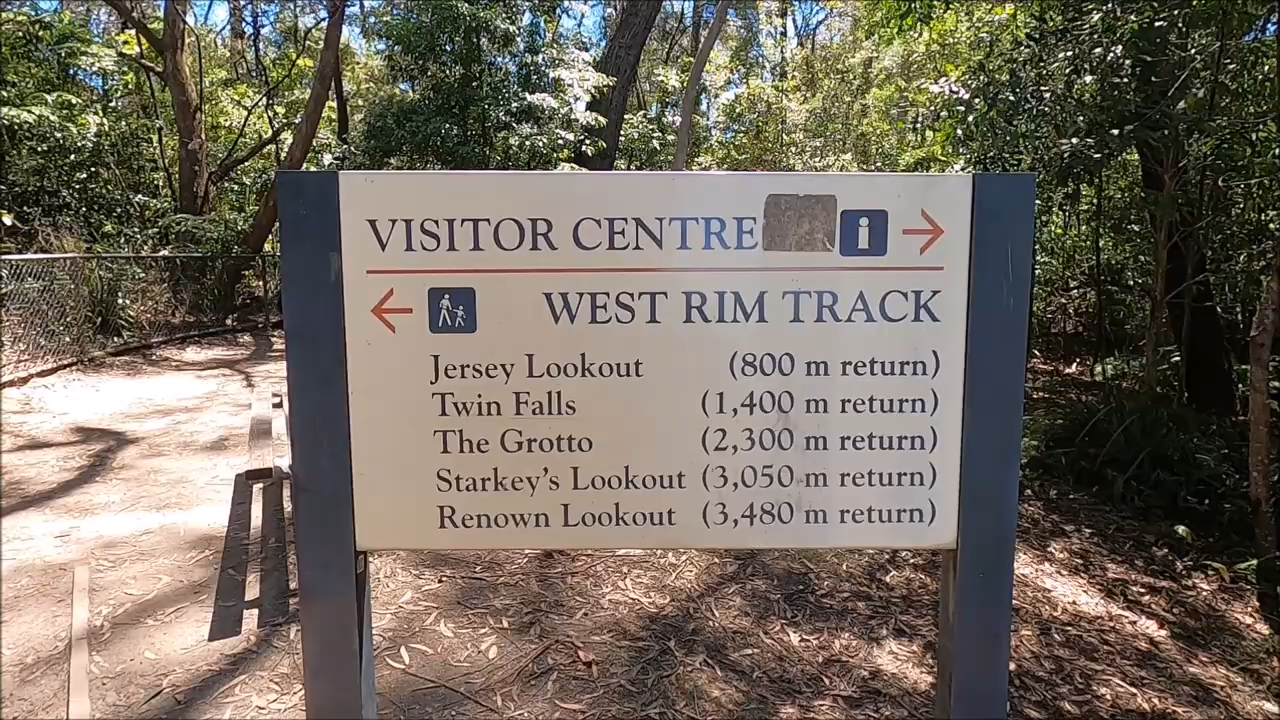 VISITOR CENTRE i →
← WEST RIM TRACK
Jersey Lookout (800 m return)
Twin Falls (1,400 m return)
The Grotto (2,300 m return)
Starkey's Lookout (3,050 m return)
Renown Lookout (3,480 m return)